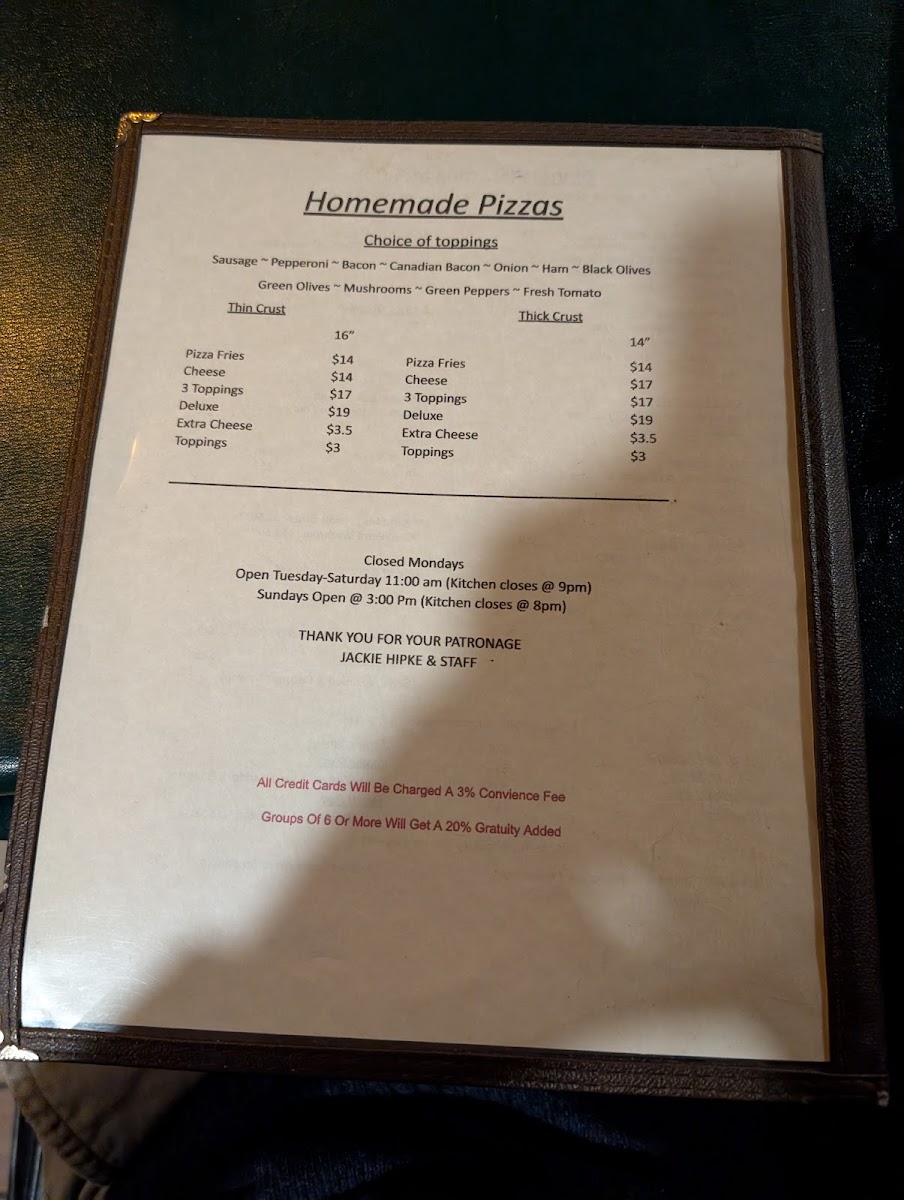 Homemade Pizzas
Choice of toppings
Sausage ~ Pepperoni ~ Bacon ~ Canadian Bacon ~ Onion ~ Ham ~ Black Olives
Green Olives ~ Mushrooms ~ Green Peppers ~ Fresh Tomato
Thin Crust
16"
Pizza Fries $14
Cheese $14
3 Toppings $17
Deluxe $19
Extra Cheese $3.5
Toppings $3
Thick Crust
14"
Pizza Fries $14
Cheese $17
3 Toppings $17
Deluxe $19
Extra Cheese $3.5
Toppings $3
Closed Mondays
Open Tuesday-Saturday 11:00 am (Kitchen closes @ 9pm)
Sundays Open @ 3:00 Pm (Kitchen closes @ 8pm)
THANK YOU FOR YOUR PATRONAGE
JACKIE HIPKE & STAFF
All Credit Cards Will Be Charged A 3% Convience Fee
Groups Of 6 Or More Will Get A 20% Gratuity Added